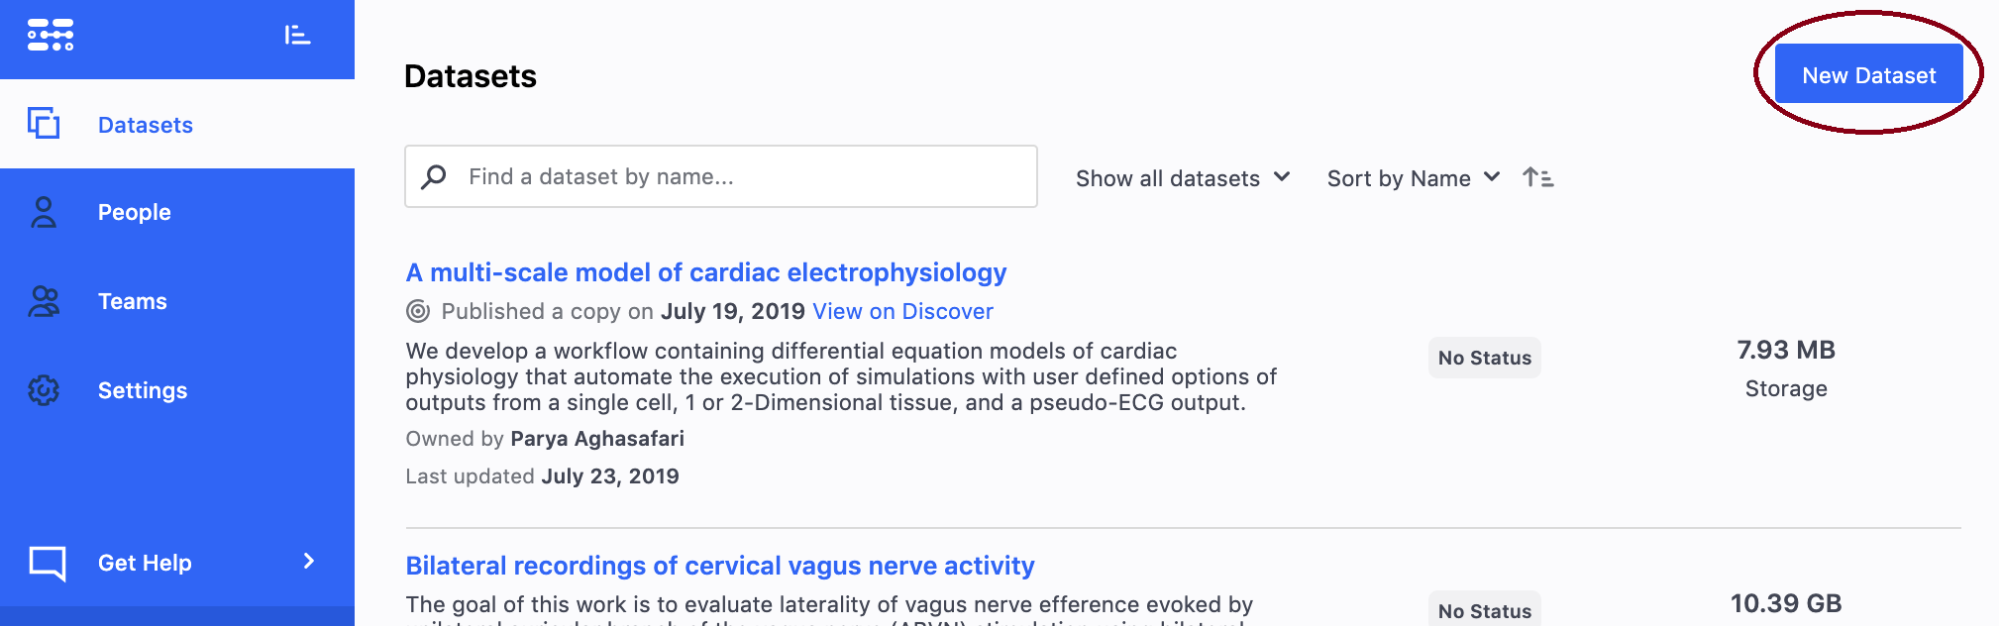 Datasets
New Dataset
Datasets
Find a dataset by name...
Show all datasets
Sort by Name
People
Teams
Settings
Get Help
A multi-scale model of cardiac electrophysiology
Published a copy on July 19, 2019 View on Discover
We develop a workflow containing differential equation models of cardiac
physiology that automate the execution of simulations with user defined options of
outputs from a single cell, 1 or 2-Dimensional tissue, and a pseudo-ECG output.
Owned by Parya Aghasafari
Last updated July 23, 2019
No Status
7.93 MB
Storage
Bilateral recordings of cervical vagus nerve activity
The goal of this work is to evaluate laterality of vagus nerve efference evoked by
No Status
10.39 GB